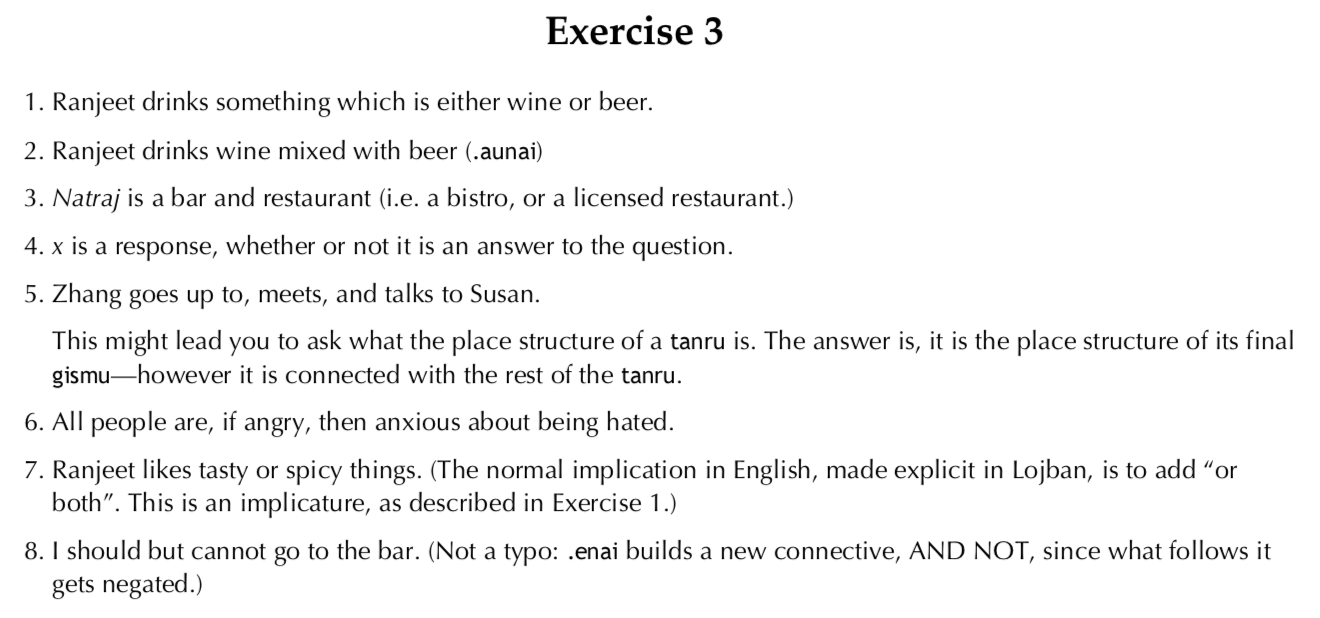 Exercise 3
1. Ranjeet drinks something which is either wine or beer.
2. Ranjeet drinks wine mixed with beer (.aunai)
3. Natraj is a bar and restaurant (i.e. a bistro, or a licensed restaurant.)
4. x is a response, whether or not it is an answer to the question.
5. Zhang goes up to, meets, and talks to Susan.
This might lead you to ask what the place structure of a tanru is. The answer is, it is the place structure of its final
gismu—however it is connected with the rest of the tanru.
6. All people are, if angry, then anxious about being hated.
7. Ranjeet likes tasty or spicy things. (The normal implication in English, made explicit in Lojban, is to add “or
both”. This is an implicature, as described in Exercise 1.)
8. I should but cannot go to the bar. (Not a typo: .enai builds a new connective, AND NOT, since what follows it
gets negated.)